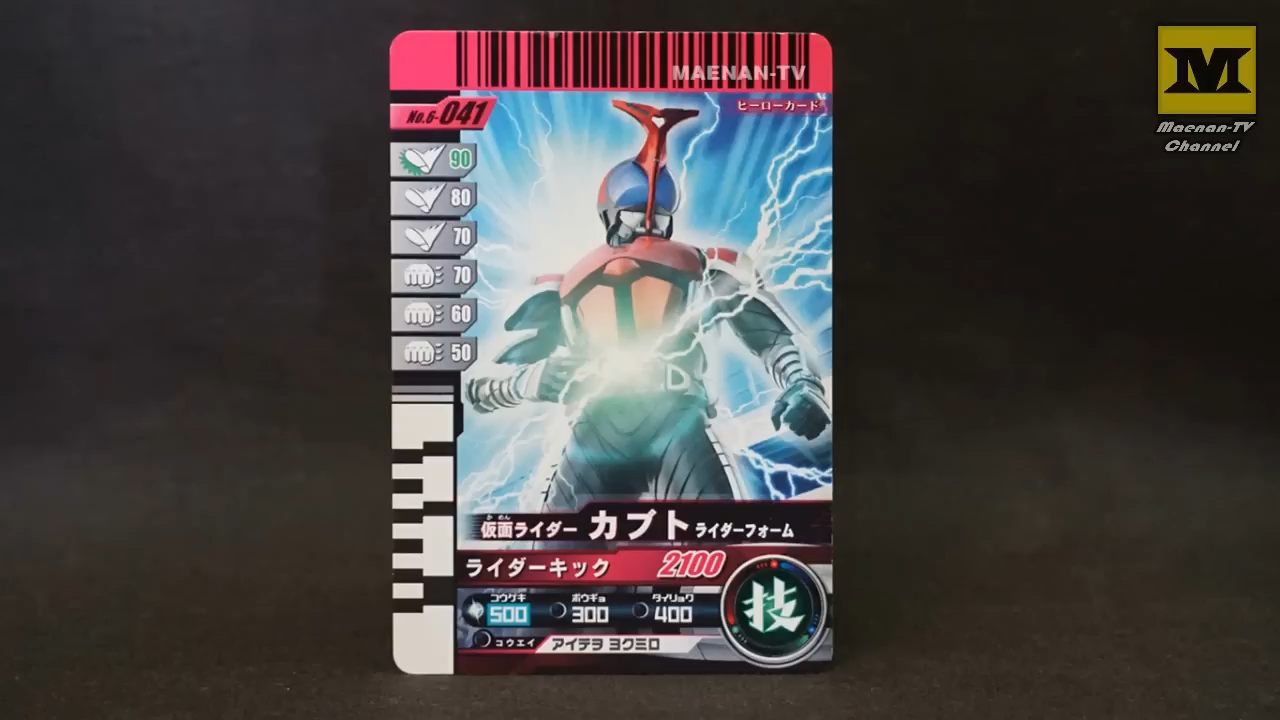 MAENAN-TV
ヒーローカード
No.6-041
90
80
70
70
60
50
D
かめん
仮面ライダー カブト ライダーフォーム
ライダーキック 2100
コウゲキ ボウギョ タイリョク
500 300 400
技
コウエイ アイテヲ ヨクミロ
M
Maenan-TV
Channel